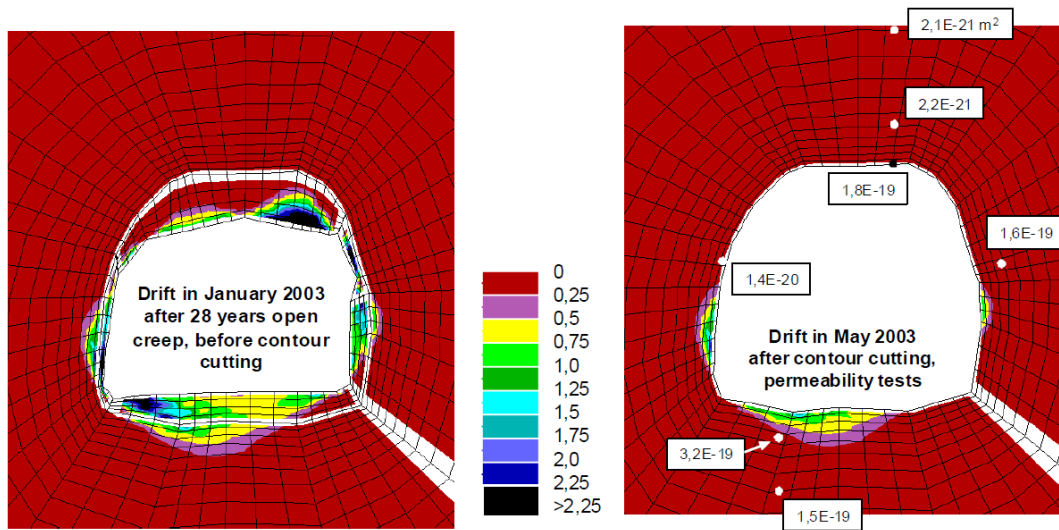 Drift in January 2003
after 28 years open
creep, before contour
cutting
0
0,25
0,5
0,75
1,0
1,25
1,5
1,75
2,0
2,25
>2,25
2,1E-21 m²
2,2E-21
1,8E-19
1,6E-19
1,4E-20
Drift in May 2003
after contour cutting,
permeability tests
3,2E-19
1,5E-19